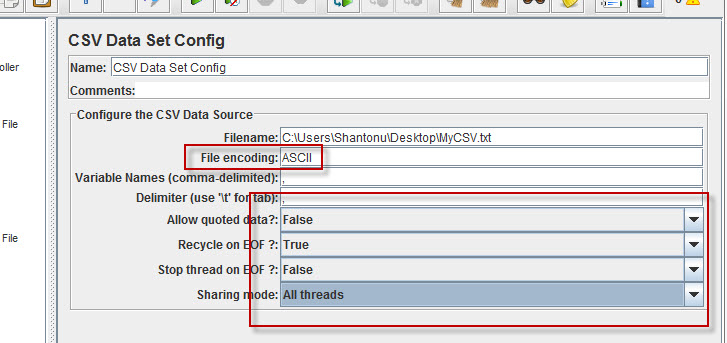 0
oller
File
File
CSV Data Set Config
Name: CSV Data Set Config
Comments:
Configure the CSV Data Source
Filename: C:\Users\Shantonu\Desktop\MyCSV.txt
File encoding: ASCII
Variable Names (comma-delimited): ,
Delimiter (use '\t' for tab): ,
Allow quoted data?: False
Recycle on EOF ?: True
Stop thread on EOF ?: False
Sharing mode: All threads